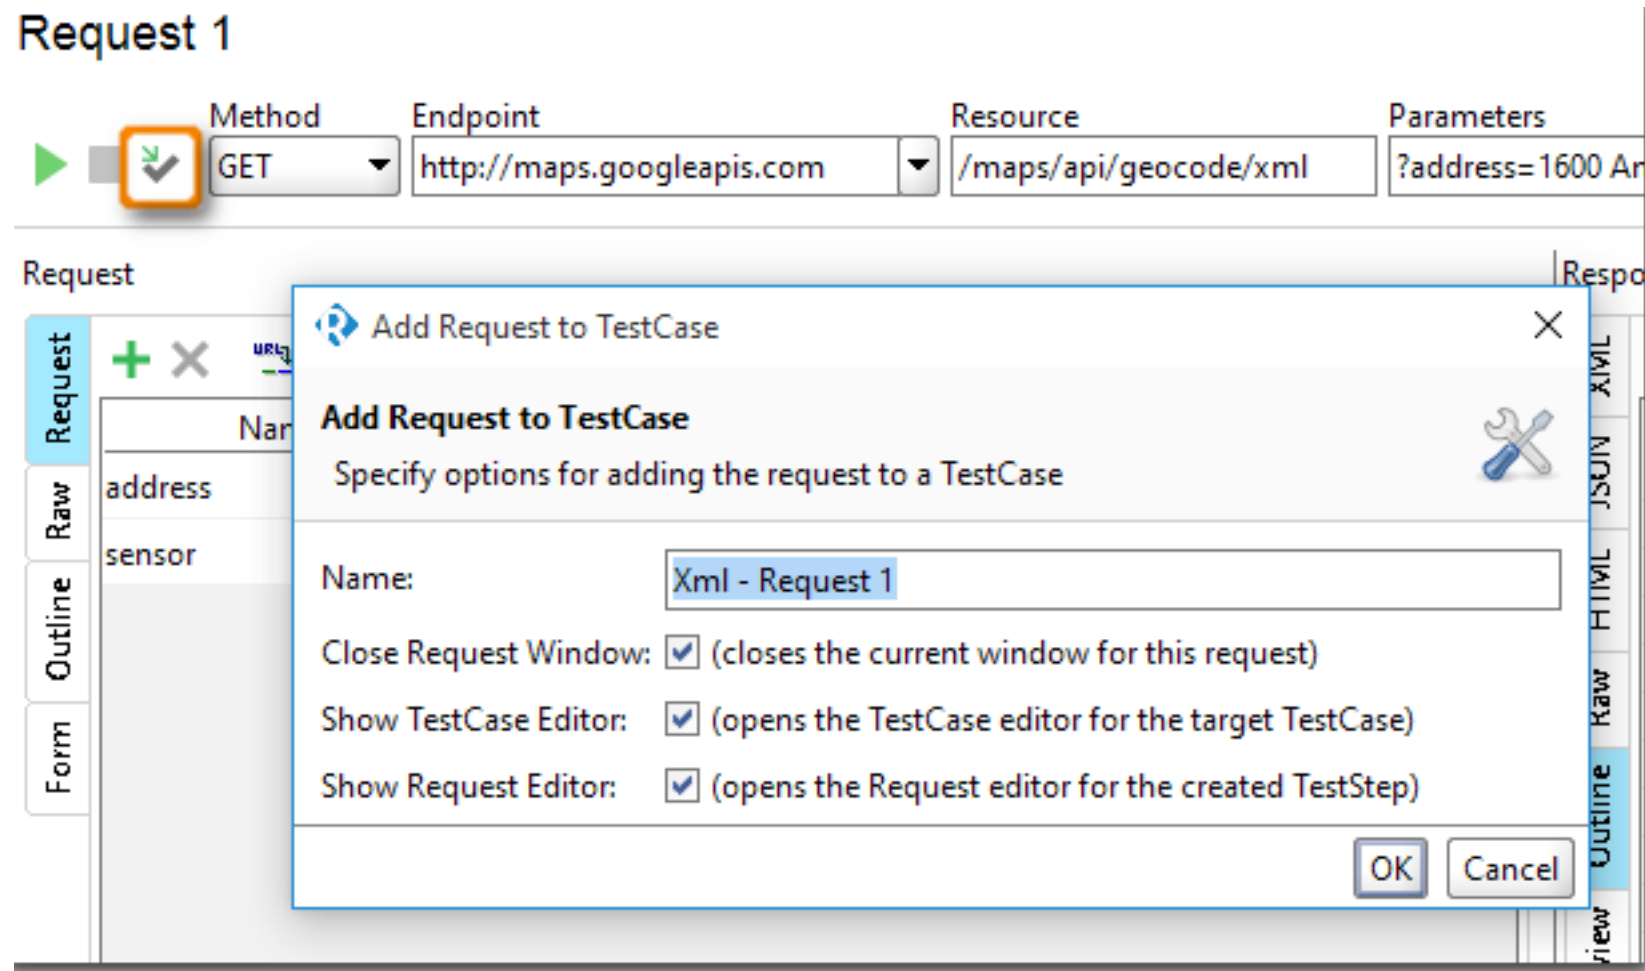 Request 1
Method Endpoint Resource Parameters
GET http://maps.googleapis.com /maps/api/geocode/xml ?address=1600 Ar
Request Respo
Request
Raw
Outline
Form
URL
Nar
address
sensor
Add Request to TestCase
Add Request to TestCase
Specify options for adding the request to a TestCase
Name: Xml - Request 1
Close Request Window: (closes the current window for this request)
Show TestCase Editor: (opens the TestCase editor for the target TestCase)
Show Request Editor: (opens the Request editor for the created TestStep)
OK Cancel
XML
JSON
HTML
Raw
Outline
view